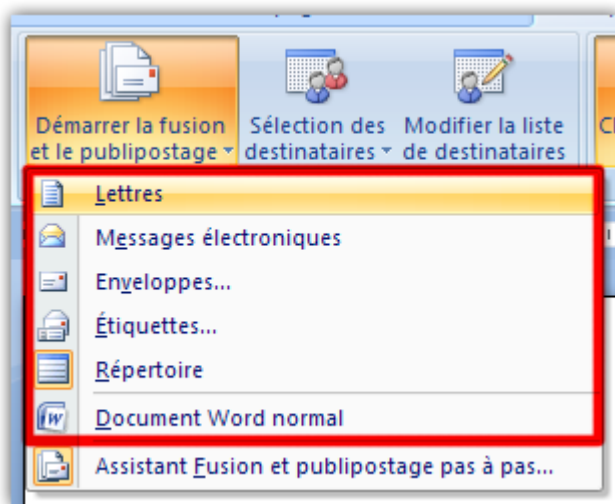 Démarrer la fusion
et le publipostage
Sélection des
destinataires
Modifier la liste
de destinataires
Lettres
Messages électroniques
Enveloppes...
Étiquettes...
Répertoire
Document Word normal
Assistant Fusion et publipostage pas à pas...